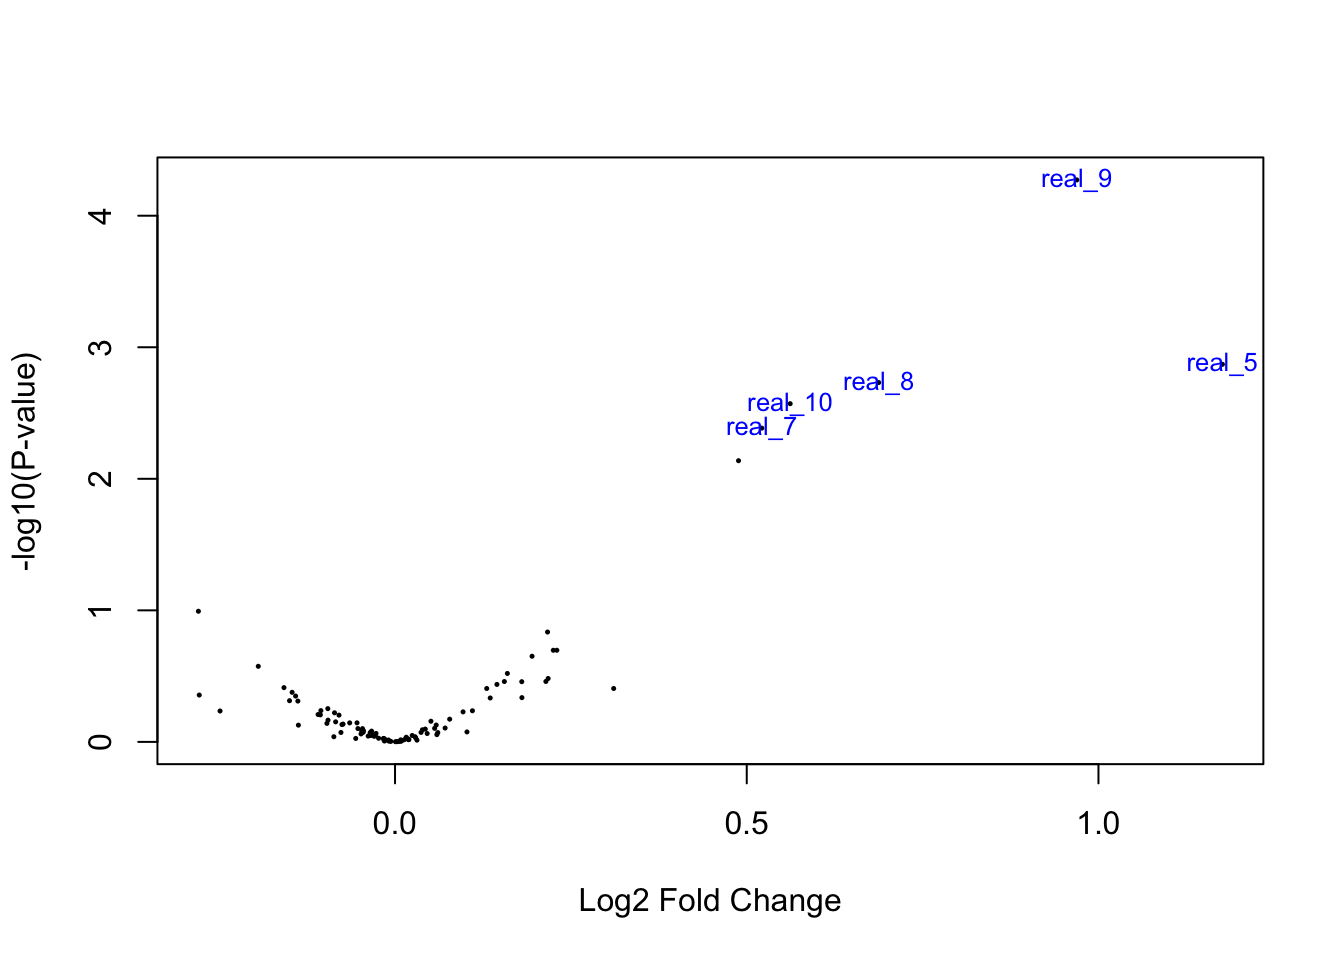 real_9
real_5
real_8
real_10
real_7
4
3
2
1
0
-log10(P-value)
0.0 0.5 1.0
Log2 Fold Change